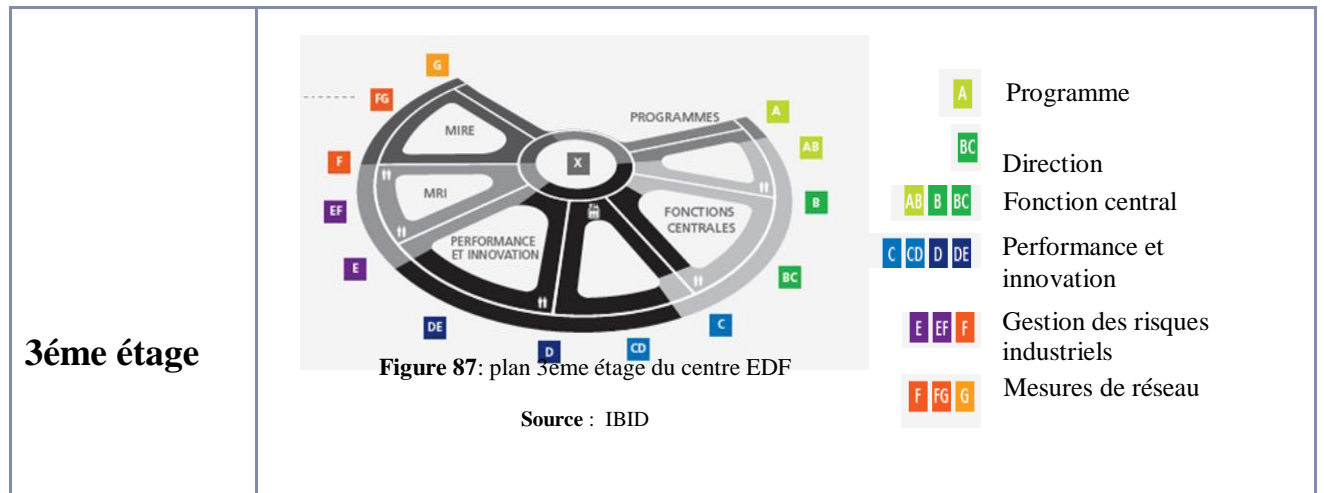 3éme étage
G
FG
F
EF
E
DE
D
CD
C
BC
B
AB
A
MIRE
PROGRAMMES
X
MRI
FONCTIONS
CENTRALES
PERFORMANCE
ET INNOVATION
Figure 87: plan 3eme étage du centre EDF
Source : IBID
A Programme
BC Direction
AB B BC Fonction central
C CD D DE Performance et
innovation
E EF F Gestion des risques
industriels
F FG G Mesures de réseau